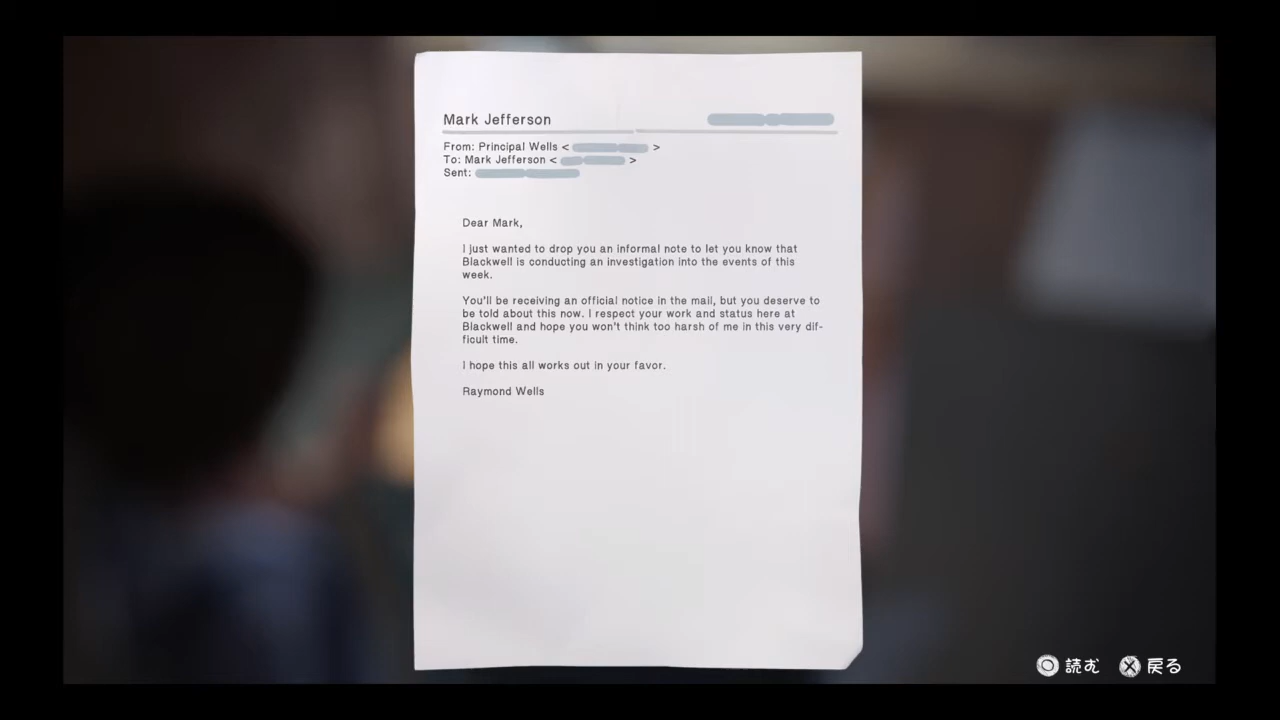 Mark Jefferson
From: Principal Wells < >
To: Mark Jefferson < >
Sent:
Dear Mark,
I just wanted to drop you an informal note to let you know that
Blackwell is conducting an investigation into the events of this
week.
You'll be receiving an official notice in the mail, but you deserve to
be told about this now. I respect your work and status here at
Blackwell and hope you won't think too harsh of me in this very dif-
ficult time.
I hope this all works out in your favor.
Raymond Wells
読む 戻る